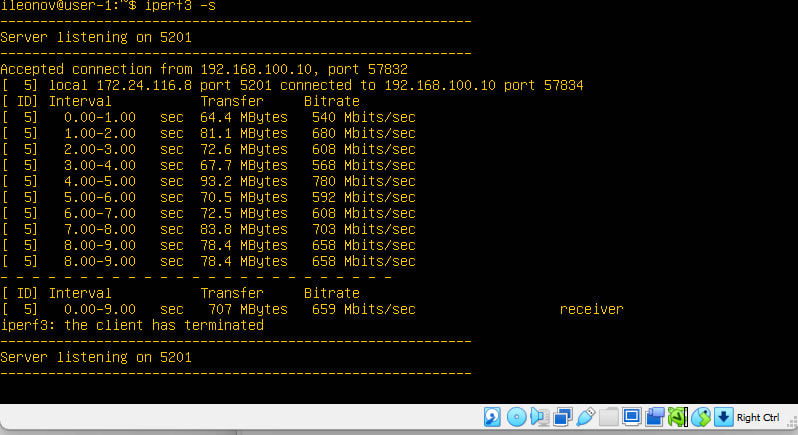 ileonov@user-1:~$ iperf3 -s
-----------------------------------------------------------
Server listening on 5201
-----------------------------------------------------------
Accepted connection from 192.168.100.10, port 57832
[  5] local 172.24.116.8 port 5201 connected to 192.168.100.10 port 57834
[ ID] Interval           Transfer     Bitrate
[  5]   0.00-1.00   sec  64.4 MBytes   540 Mbits/sec
[  5]   1.00-2.00   sec  81.1 MBytes   680 Mbits/sec
[  5]   2.00-3.00   sec  72.6 MBytes   608 Mbits/sec
[  5]   3.00-4.00   sec  67.7 MBytes   568 Mbits/sec
[  5]   4.00-5.00   sec  93.2 MBytes   780 Mbits/sec
[  5]   5.00-6.00   sec  70.5 MBytes   592 Mbits/sec
[  5]   6.00-7.00   sec  72.5 MBytes   608 Mbits/sec
[  5]   7.00-8.00   sec  83.8 MBytes   703 Mbits/sec
[  5]   8.00-9.00   sec  78.4 MBytes   658 Mbits/sec
[  5]   8.00-9.00   sec  78.4 MBytes   658 Mbits/sec
- - - - - - - - - - - - - - - - - - - - - - - - -
[ ID] Interval           Transfer     Bitrate
[  5]   0.00-9.00   sec   707 MBytes   659 Mbits/sec                  receiver
iperf3: the client has terminated
-----------------------------------------------------------
Server listening on 5201
-----------------------------------------------------------
Right Ctrl